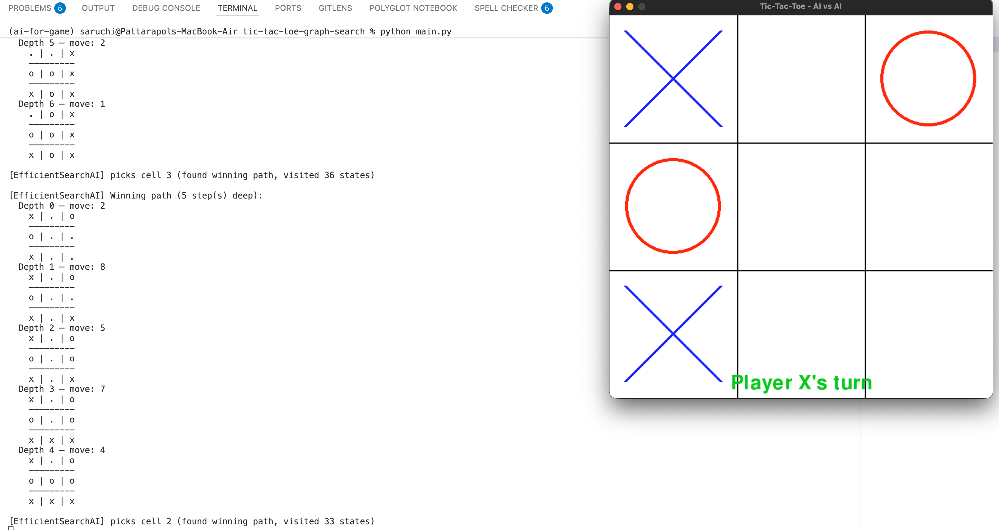 PROBLEMS 5 OUTPUT DEBUG CONSOLE TERMINAL PORTS GITLENS POLYGLOT NOTEBOOK SPELL CHECKER 5
(ai-for-game) saruchi@Pattarapols-MacBook-Air tic-tac-toe-graph-search % python main.py
Depth 5 — move: 2
. | . | x
---------
o | o | x
---------
x | o | x
Depth 6 — move: 1
. | o | x
---------
o | o | x
---------
x | o | x
[EfficientSearchAI] picks cell 3 (found winning path, visited 36 states)
[EfficientSearchAI] Winning path (5 step(s) deep):
Depth 0 — move: 2
x | . | o
---------
o | . | .
---------
x | . | .
Depth 1 — move: 8
x | . | o
---------
o | . | .
---------
x | . | x
Depth 2 — move: 5
x | . | o
---------
o | . | o
---------
x | . | x
Depth 3 — move: 7
x | . | o
---------
o | . | o
---------
x | x | x
Depth 4 — move: 4
x | . | o
---------
o | o | o
---------
x | x | x
[EfficientSearchAI] picks cell 2 (found winning path, visited 33 states)
Tic-Tac-Toe - AI vs AI
Player X's turn